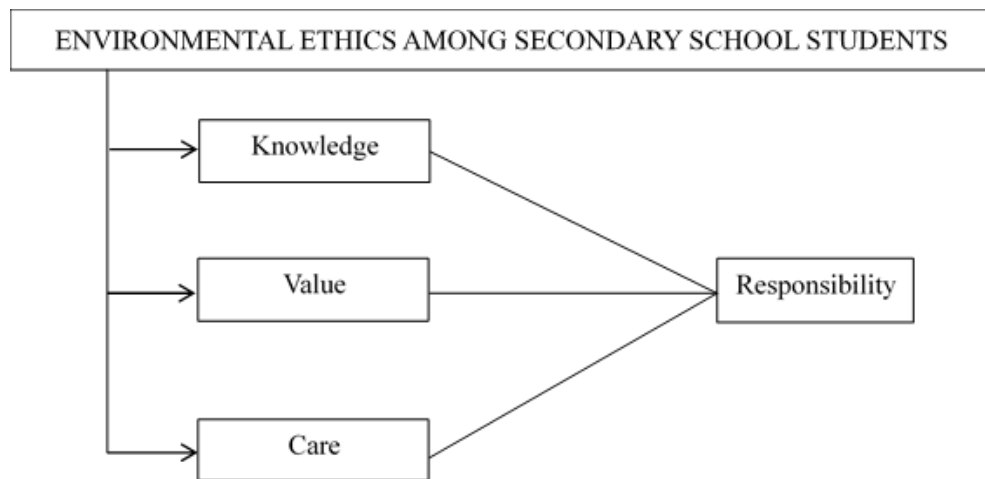 ENVIRONMENTAL ETHICS AMONG SECONDARY SCHOOL STUDENTS
Knowledge
Value
Responsibility
Care